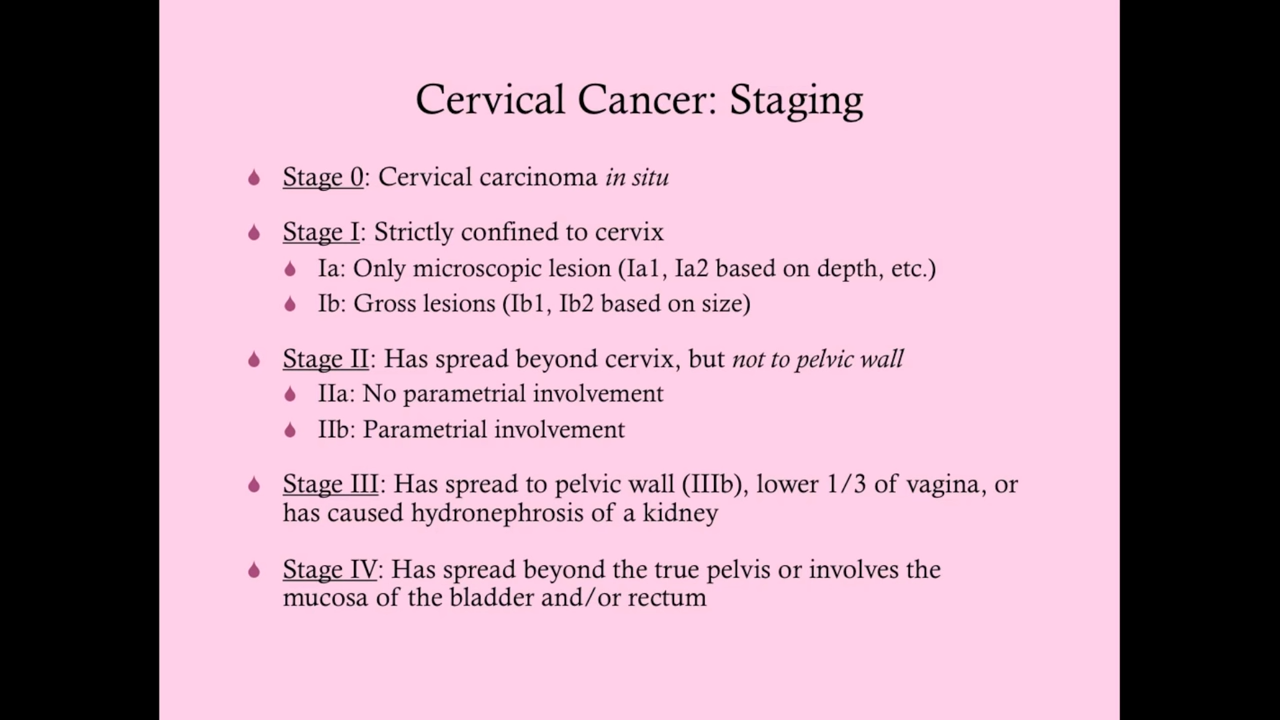 Cervical Cancer: Staging
Stage 0: Cervical carcinoma in situ
Stage I: Strictly confined to cervix
Ia: Only microscopic lesion (Ia1, Ia2 based on depth, etc.)
Ib: Gross lesions (Ib1, Ib2 based on size)
Stage II: Has spread beyond cervix, but not to pelvic wall
IIa: No parametrial involvement
IIb: Parametrial involvement
Stage III: Has spread to pelvic wall (IIIb), lower 1/3 of vagina, or
has caused hydronephrosis of a kidney
Stage IV: Has spread beyond the true pelvis or involves the
mucosa of the bladder and/or rectum